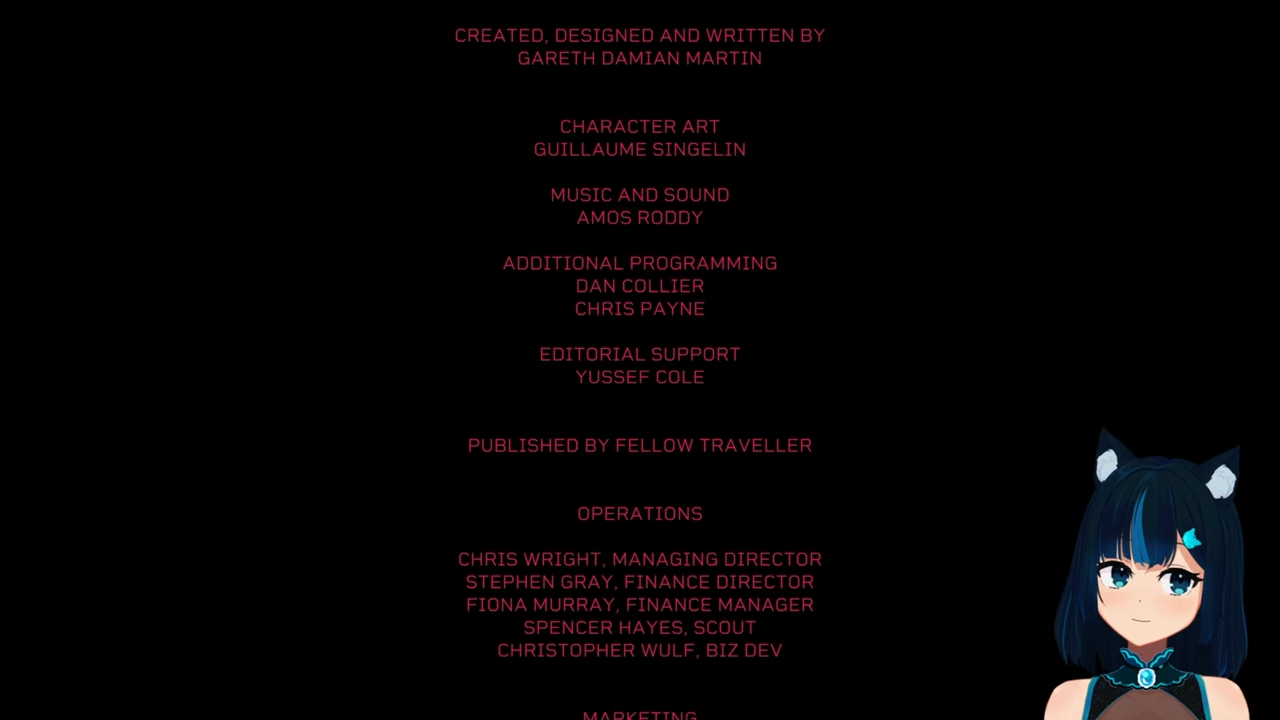 CREATED, DESIGNED AND WRITTEN BY
GARETH DAMIAN MARTIN
CHARACTER ART
GUILLAUME SINGELIN
MUSIC AND SOUND
AMOS RODDY
ADDITIONAL PROGRAMMING
DAN COLLIER
CHRIS PAYNE
EDITORIAL SUPPORT
YUSSEF COLE
PUBLISHED BY FELLOW TRAVELLER
OPERATIONS
CHRIS WRIGHT, MANAGING DIRECTOR
STEPHEN GRAY, FINANCE DIRECTOR
FIONA MURRAY, FINANCE MANAGER
SPENCER HAYES, SCOUT
CHRISTOPHER WULF, BIZ DEV
MARKETING